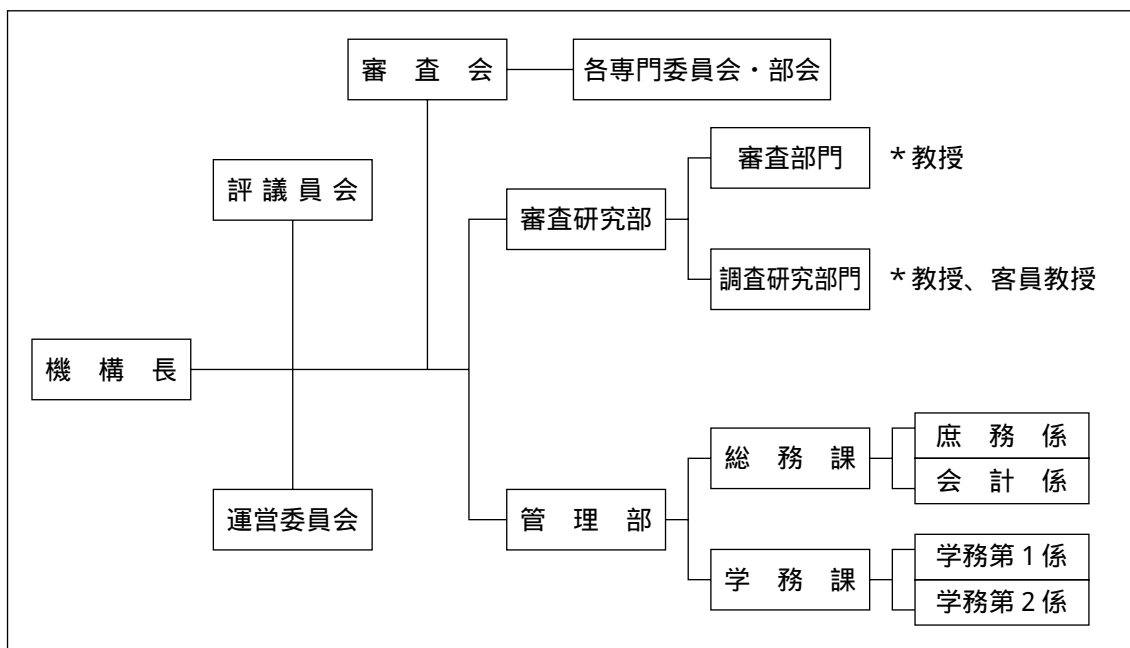 審査会
各専門委員会・部会
審査部門
*教授
評議員会
審査研究部
調査研究部門
*教授、客員教授
機構長
総務課
庶務係
会計係
運営委員会
管理部
学務課
学務第1係
学務第2係